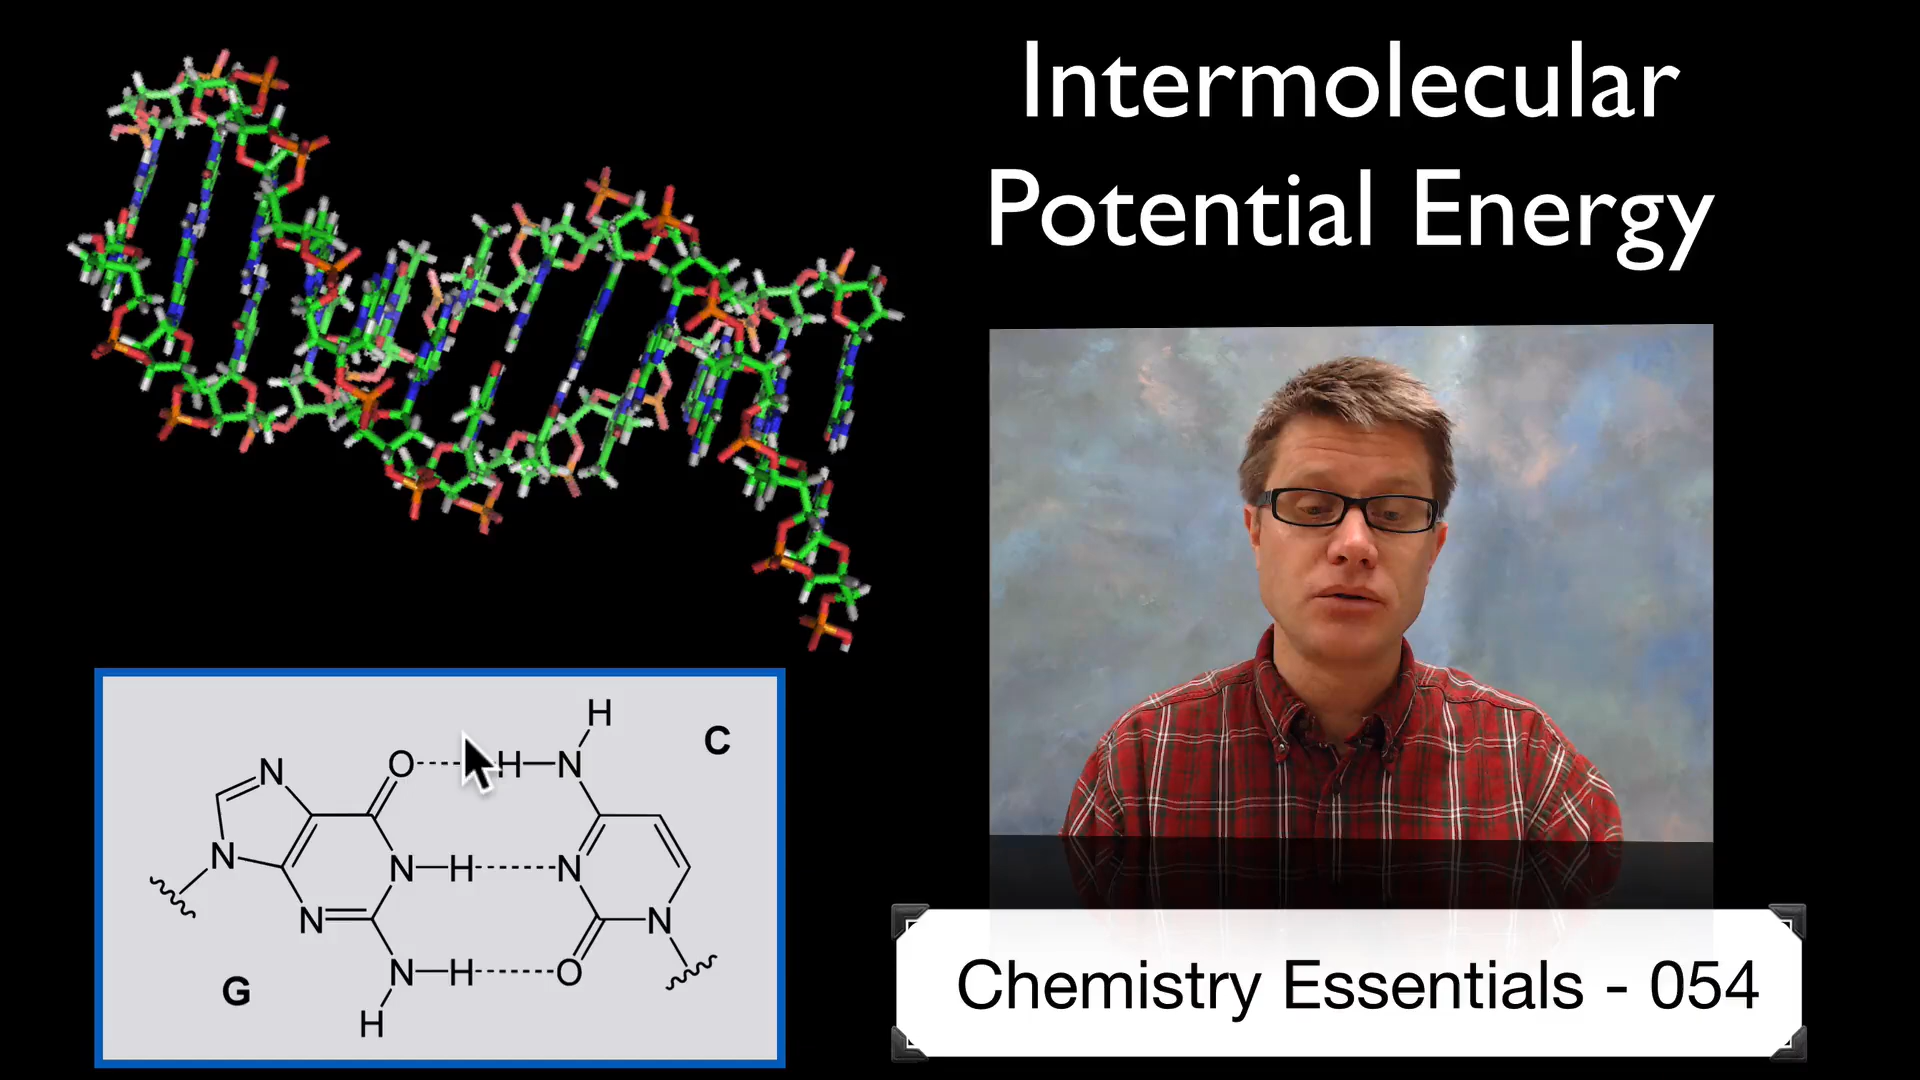 Intermolecular
Potential Energy
H
C
O H N
N
N N H N
N N
N H O
G
H
Chemistry Essentials - 054